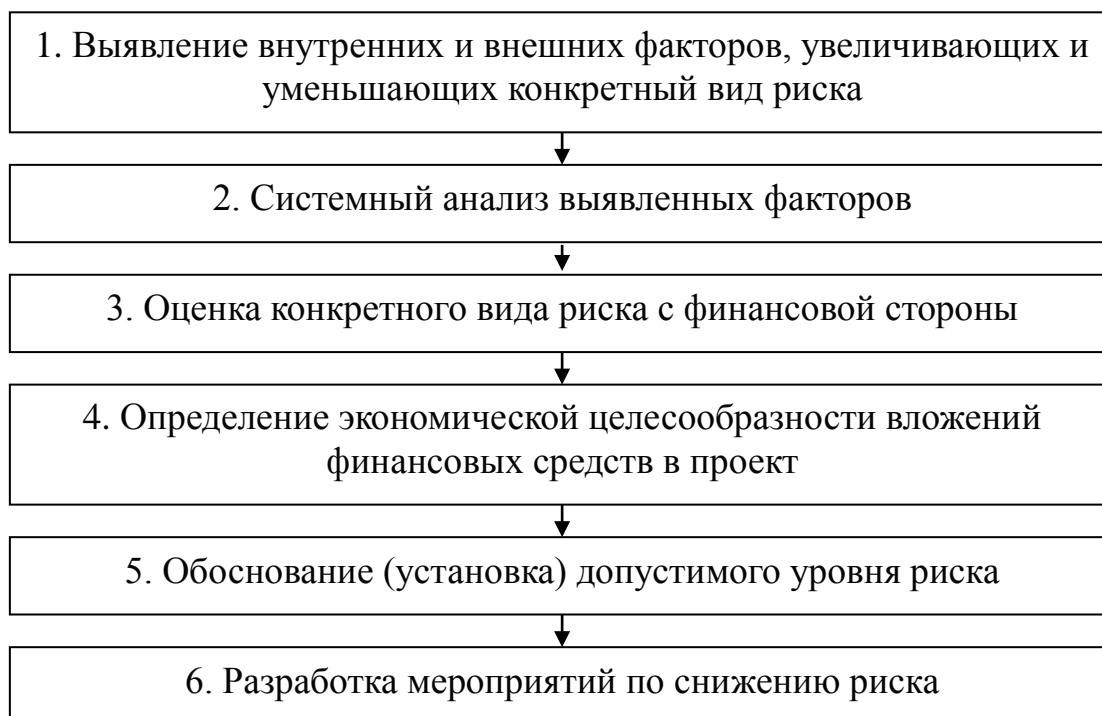 1. Выявление внутренних и внешних факторов, увеличивающих и
уменьшающих конкретный вид риска
2. Системный анализ выявленных факторов
3. Оценка конкретного вида риска с финансовой стороны
4. Определение экономической целесообразности вложений
финансовых средств в проект
5. Обоснование (установка) допустимого уровня риска
6. Разработка мероприятий по снижению риска